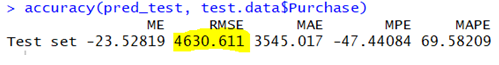 > accuracy(pred_test, test.data$Purchase)
ME RMSE MAE MPE MAPE
Test set -23.52819 4630.611 3545.017 -47.44084 69.58209